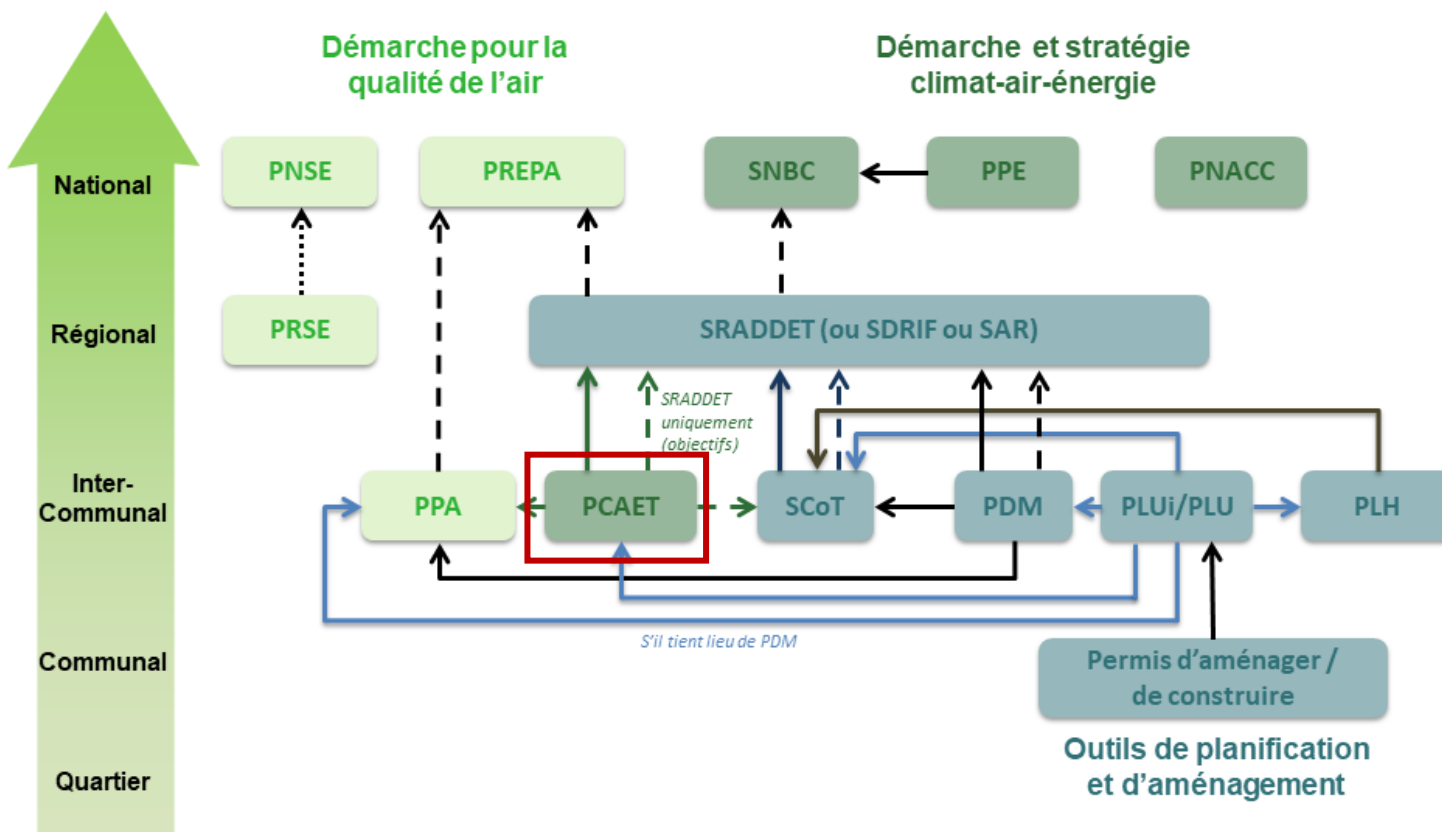 Démarche pour la
qualité de l'air
Démarche et stratégie
climat-air-énergie
National
PNSE
PREPA
SNBC
PPE
PNACC
Régional
PRSE
SRADDET (ou SDRIF ou SAR)
SRADDET
uniquement
(objectifs)
Inter-
Communal
PPA
PCAET
SCoT
PDM
PLUi/PLU
PLH
S'il tient lieu de PDM
Communal
Permis d'aménager /
de construire
Outils de planification
et d'aménagement
Quartier